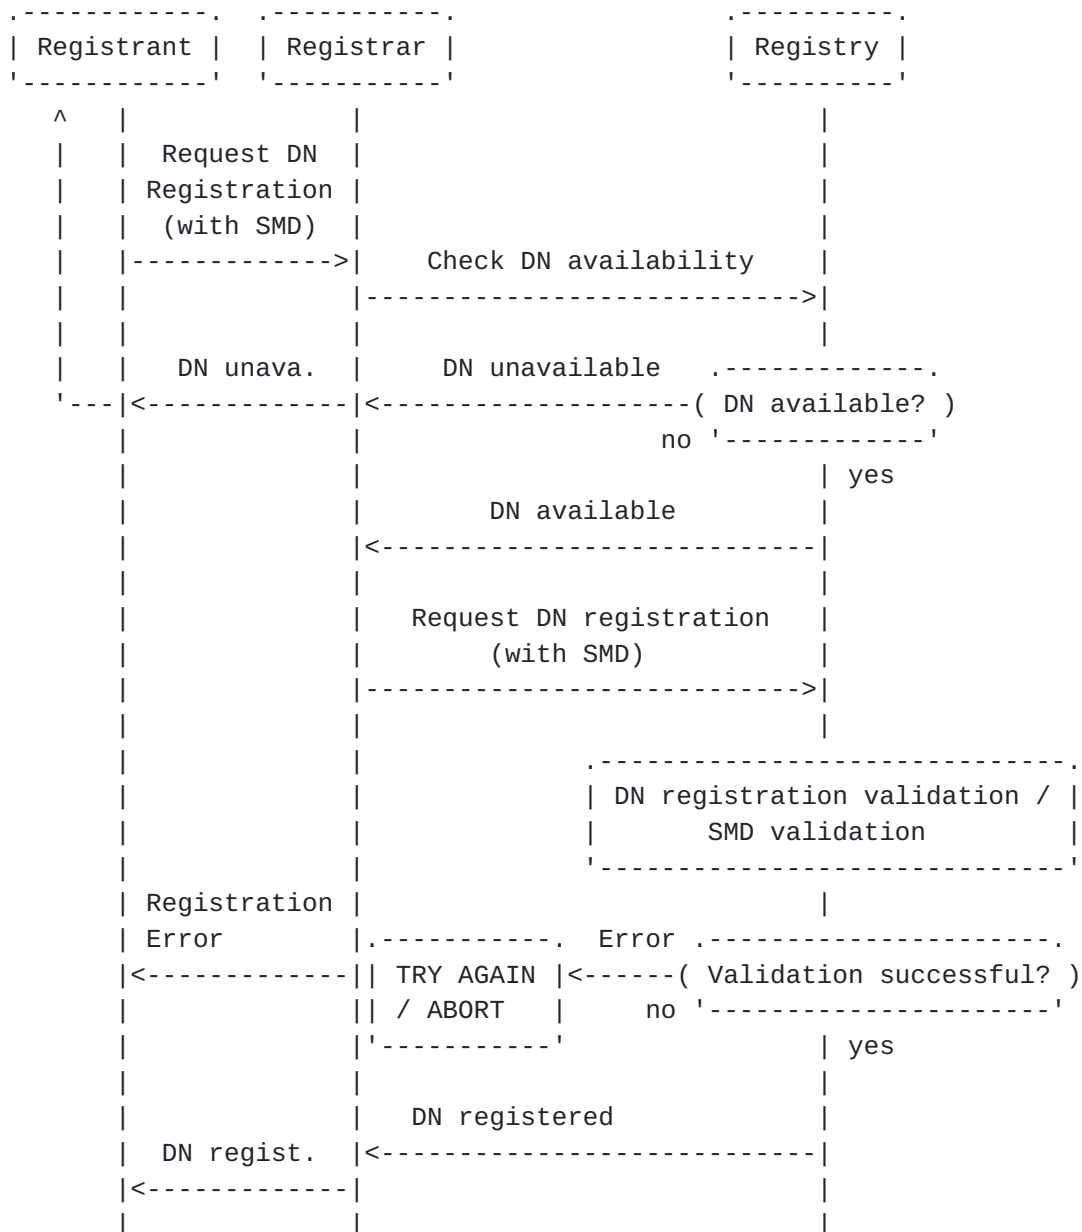 Registrant Registrar Registry
Request DN
Registration
(with SMD)
Check DN availability
DN unava. DN unavailable
DN available?
no
yes
DN available
Request DN registration
(with SMD)
DN registration validation /
SMD validation
Registration
Error Error
TRY AGAIN Validation successful?
/ ABORT no
yes
DN registered
DN regist.